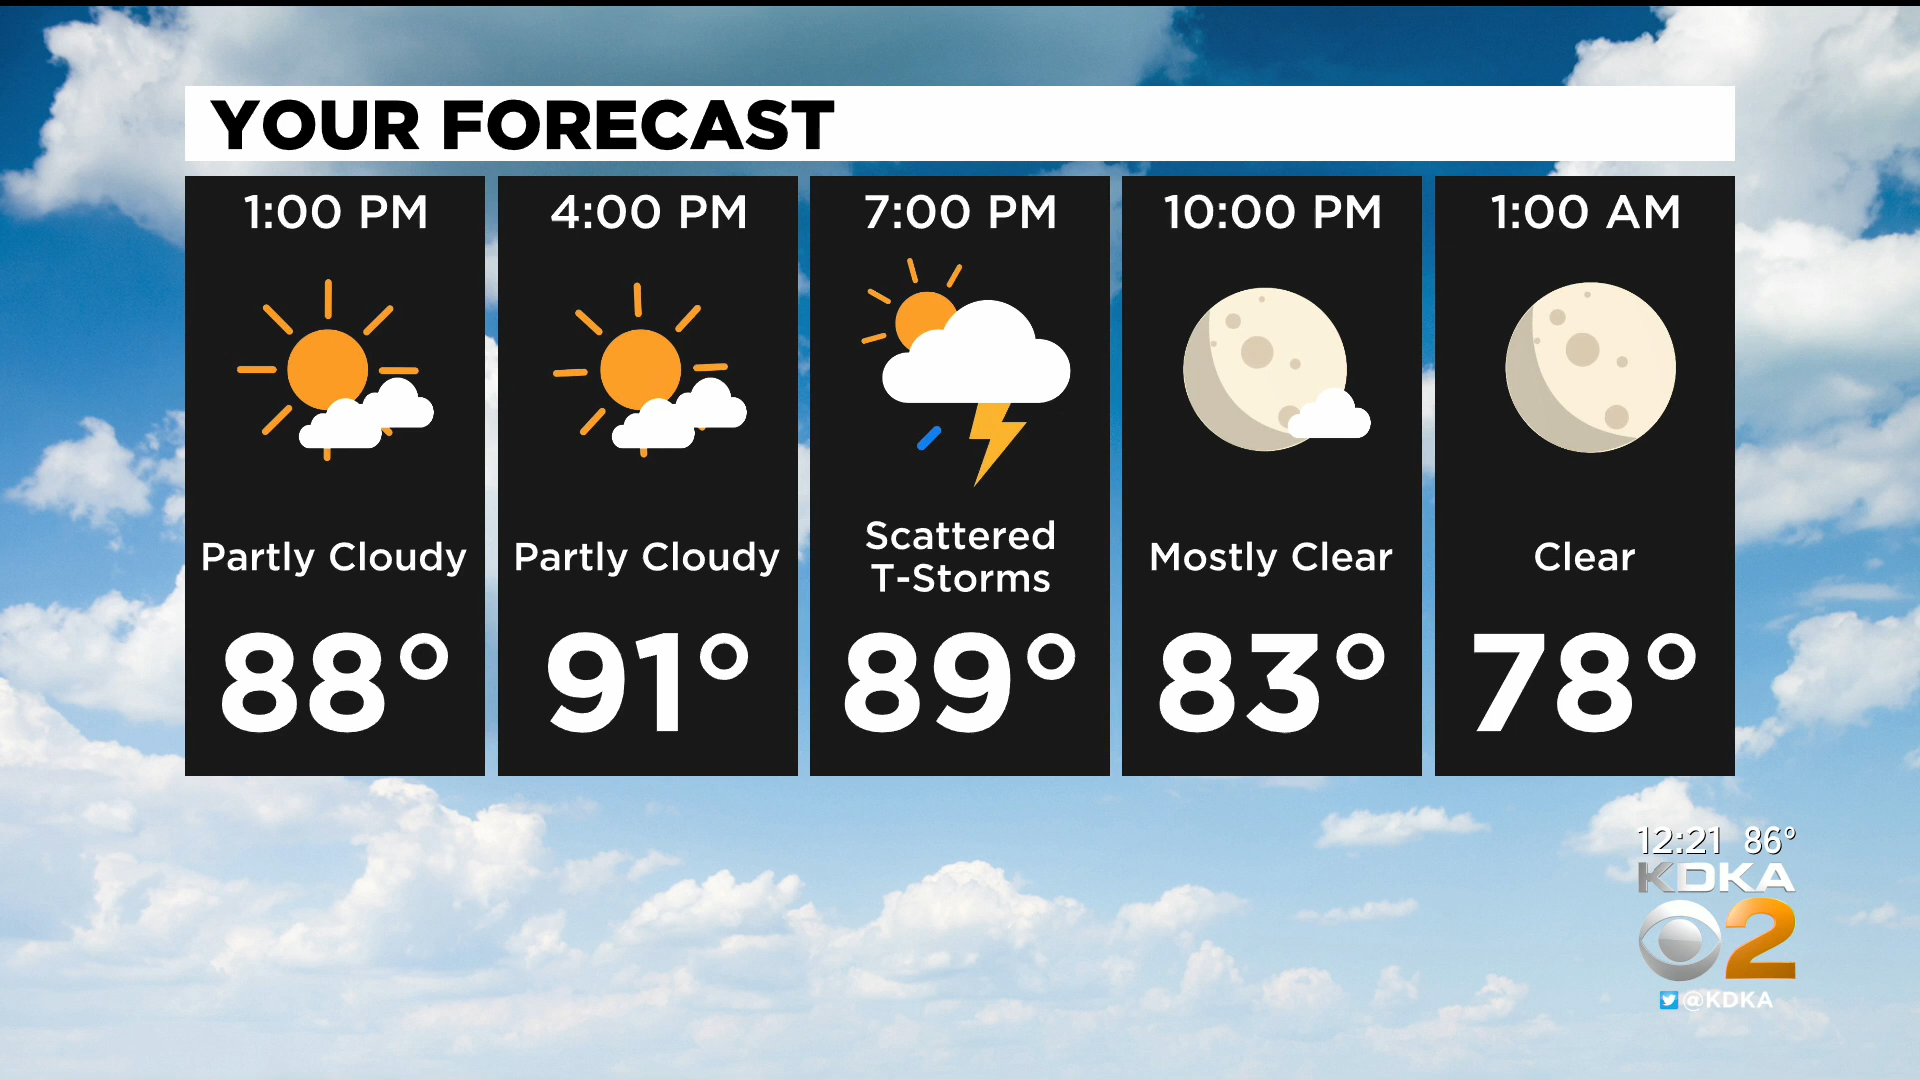 YOUR FORECAST
1:00 PM
Partly Cloudy
88°
4:00 PM
Partly Cloudy
91°
7:00 PM
Scattered
T-Storms
89°
10:00 PM
Mostly Clear
83°
1:00 AM
Clear
78°
12:21 86°
KDKA
2
@KDKA